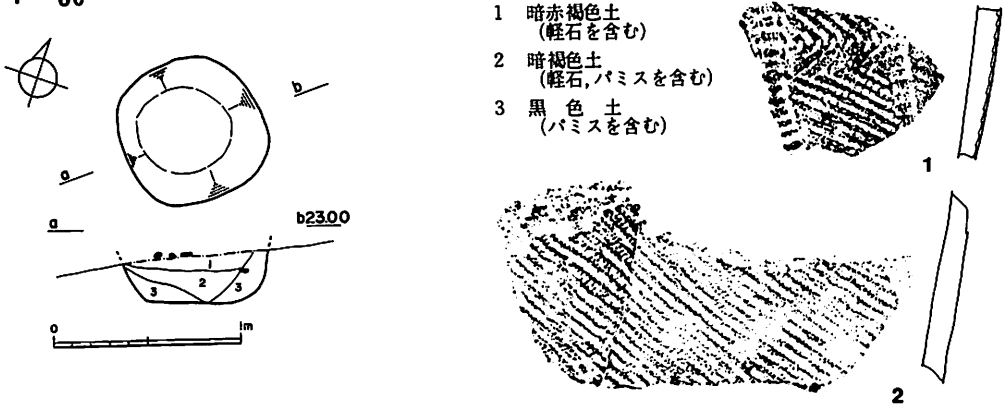 1 暗赤褐色土
(軽石を含む)
2 暗褐色土
(軽石,パミスを含む)
3 黒色土
(パミスを含む)
b
a
a
b23.00
1
2
3
3
0
1m
1
2